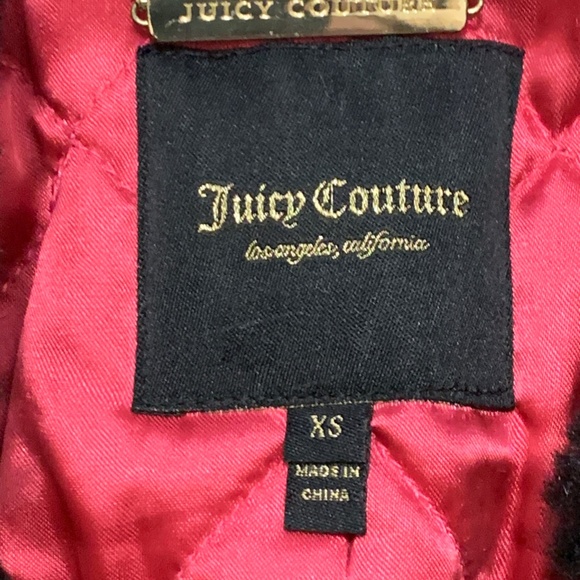 JUICY COUTURE
Juicy Couture
los angeles, california
XS
MADE IN
CHINA